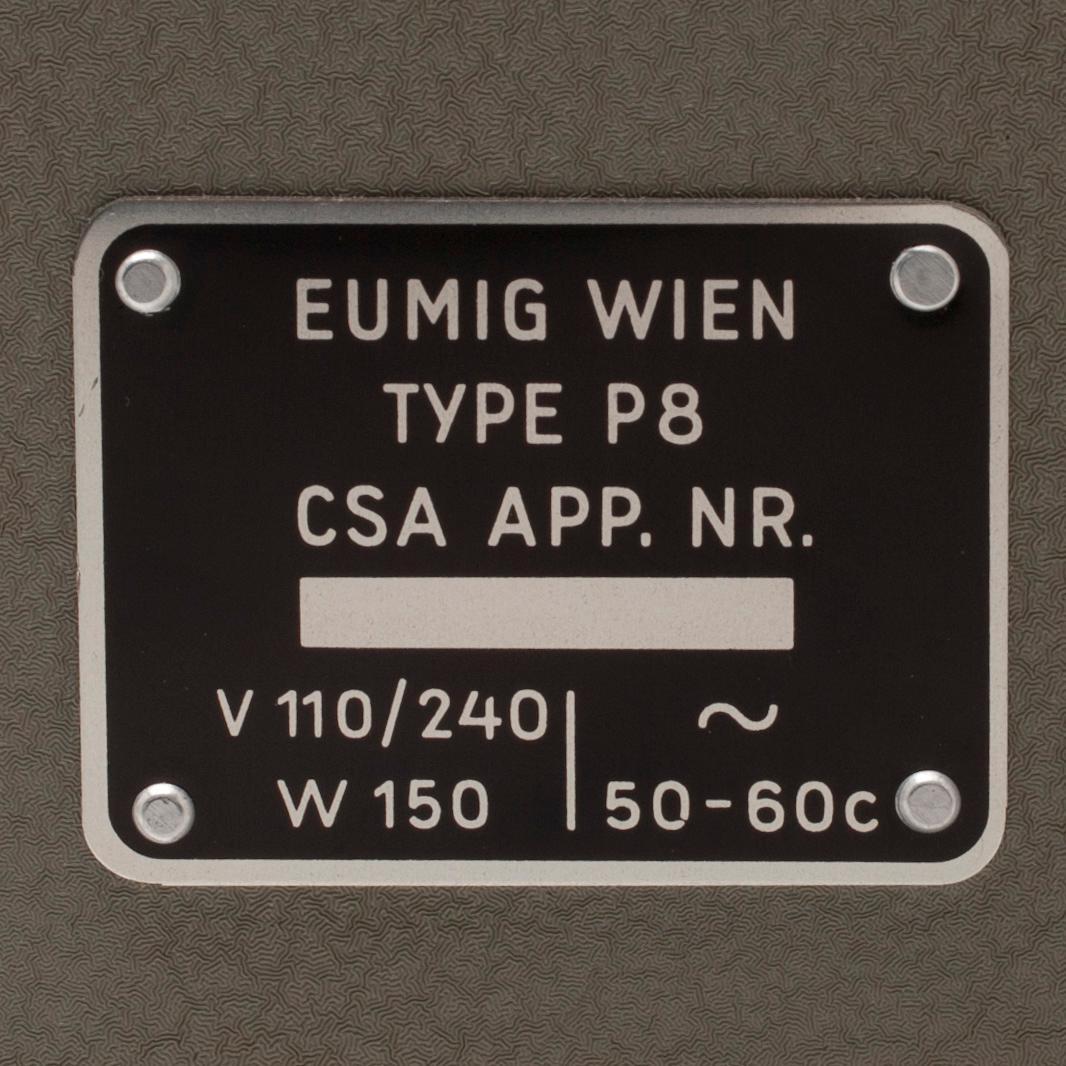 EUMIG WIEN
TYPE P8
CSA APP. NR.
V 110/240 | ~
W 150 | 50-60c